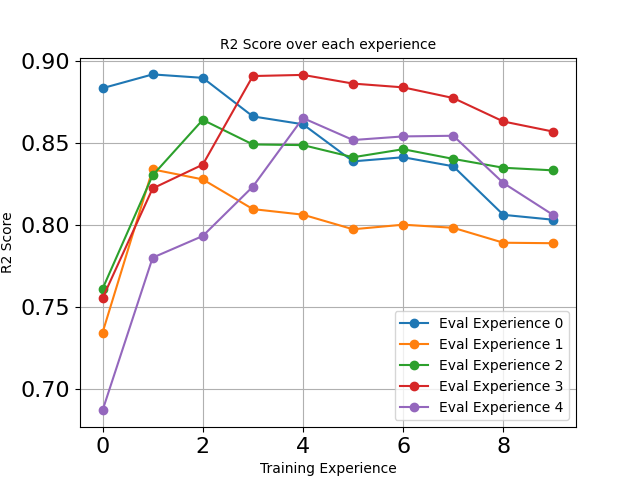 R2 Score over each experience
0.90
0.85
0.80
0.75
0.70
R2 Score
Eval Experience 0
Eval Experience 1
Eval Experience 2
Eval Experience 3
Eval Experience 4
0 2 4 6 8
Training Experience